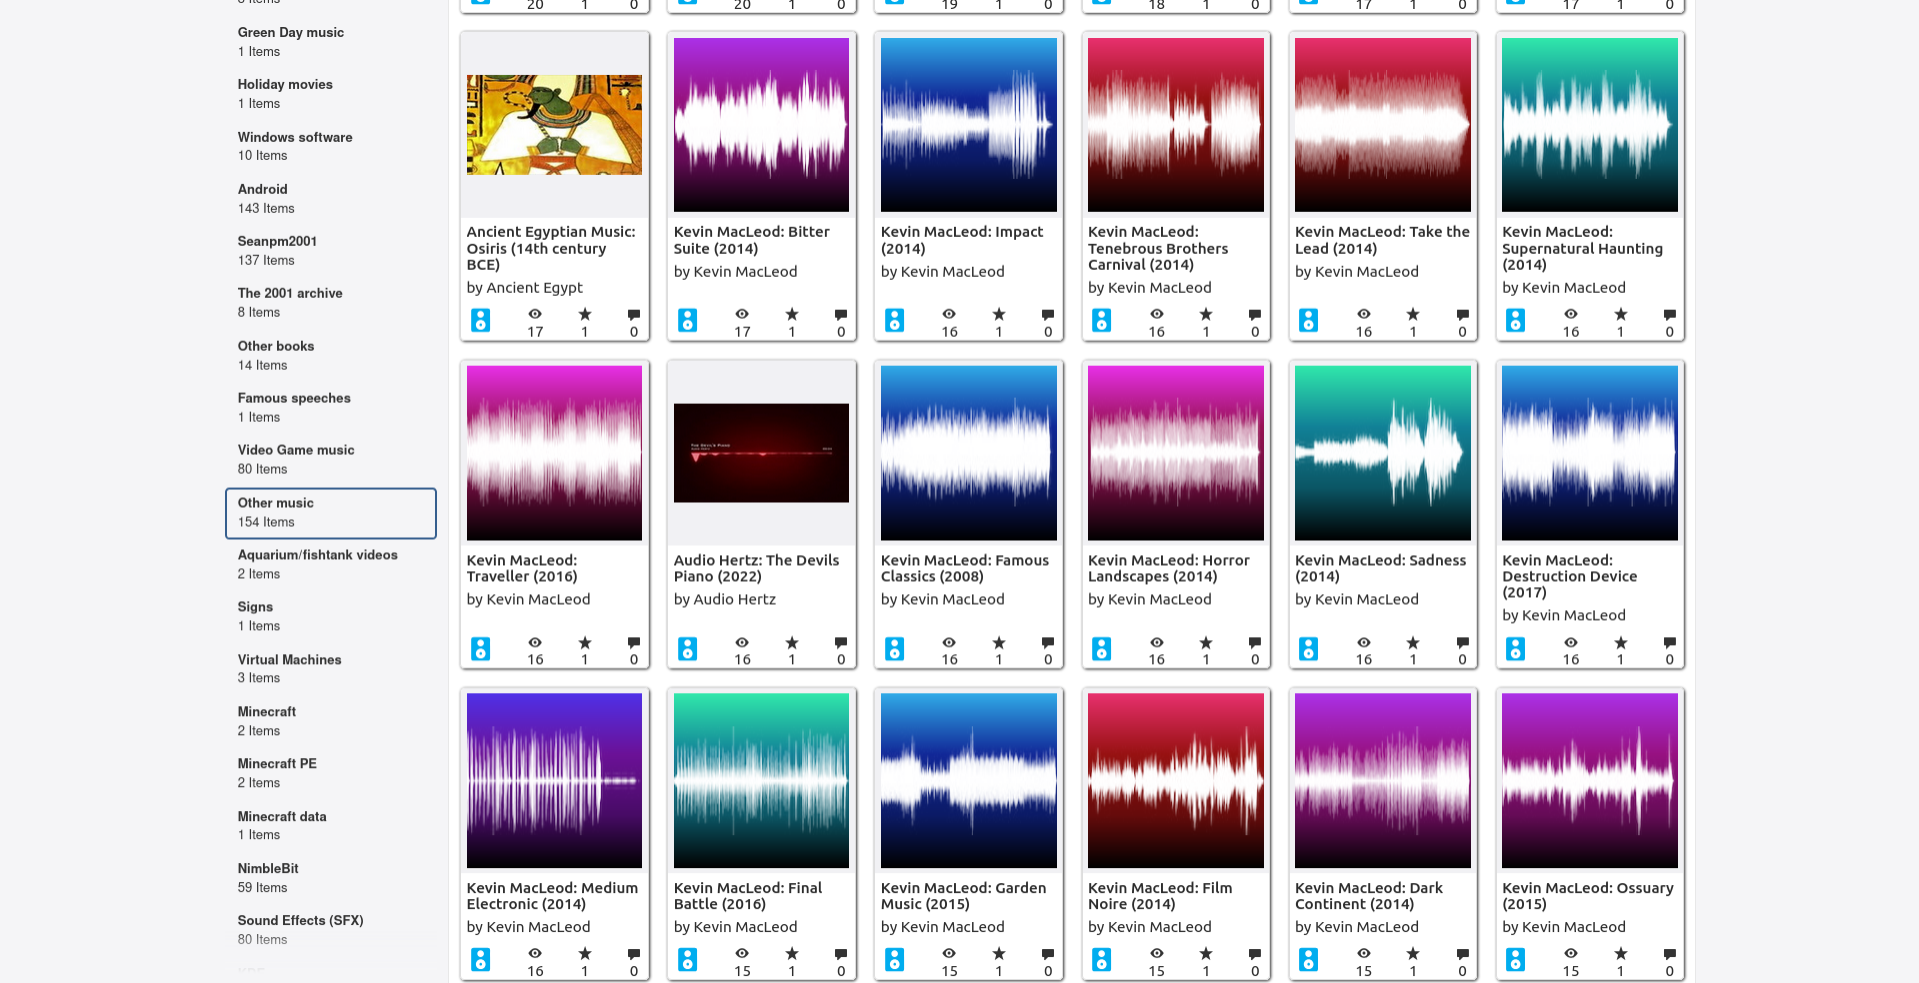 20 1 0
20 1 0
19 1 0
18 1 0
17 1 0
17 1 0
Green Day music
1 Items
Holiday movies
1 Items
Windows software
10 Items
Android
143 Items
Seanpm2001
137 Items
The 2001 archive
8 Items
Other books
14 Items
Famous speeches
1 Items
Video Game music
80 Items
Other music
154 Items
Aquarium/fishtank videos
2 Items
Signs
1 Items
Virtual Machines
3 Items
Minecraft
2 Items
Minecraft PE
2 Items
Minecraft data
1 Items
NimbleBit
59 Items
Sound Effects (SFX)
80 Items
Ancient Egyptian Music:
Osiris (14th century
BCE)
by Ancient Egypt
17 1 0
Kevin MacLeod: Bitter
Suite (2014)
by Kevin MacLeod
17 1 0
Kevin MacLeod: Impact
(2014)
by Kevin MacLeod
16 1 0
Kevin MacLeod:
Tenebrous Brothers
Carnival (2014)
by Kevin MacLeod
16 1 0
Kevin MacLeod: Take the
Lead (2014)
by Kevin MacLeod
16 1 0
Kevin MacLeod:
Supernatural Haunting
(2014)
by Kevin MacLeod
16 1 0
Kevin MacLeod:
Traveller (2016)
by Kevin MacLeod
16 1 0
The Devil's Piano
Audio Hertz: The Devils
Piano (2022)
by Audio Hertz
16 1 0
Kevin MacLeod: Famous
Classics (2008)
by Kevin MacLeod
16 1 0
Kevin MacLeod: Horror
Landscapes (2014)
by Kevin MacLeod
16 1 0
Kevin MacLeod: Sadness
(2014)
by Kevin MacLeod
16 1 0
Kevin MacLeod:
Destruction Device
(2017)
by Kevin MacLeod
16 1 0
Kevin MacLeod: Medium
Electronic (2014)
by Kevin MacLeod
16 1 0
Kevin MacLeod: Final
Battle (2016)
by Kevin MacLeod
15 1 0
Kevin MacLeod: Garden
Music (2015)
by Kevin MacLeod
15 1 0
Kevin MacLeod: Film
Noire (2014)
by Kevin MacLeod
15 1 0
Kevin MacLeod: Dark
Continent (2014)
by Kevin MacLeod
15 1 0
Kevin MacLeod: Ossuary
(2015)
by Kevin MacLeod
15 1 0